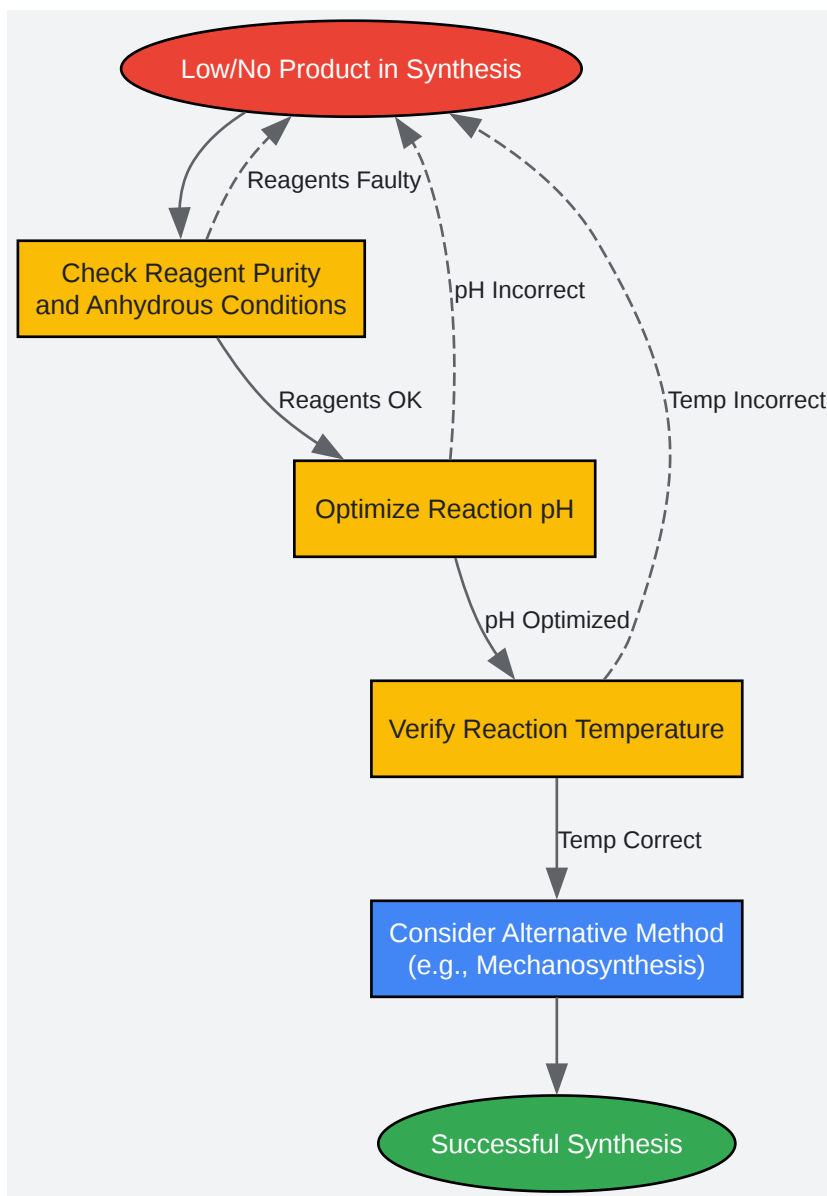 Low/No Product in Synthesis
Reagents Faulty
Check Reagent Purity
and Anhydrous Conditions
pH Incorrect
Reagents OK
Temp Incorrect
Optimize Reaction pH
pH Optimized
Verify Reaction Temperature
Temp Correct
Consider Alternative Method
(e.g., Mechanosynthesis)
Successful Synthesis